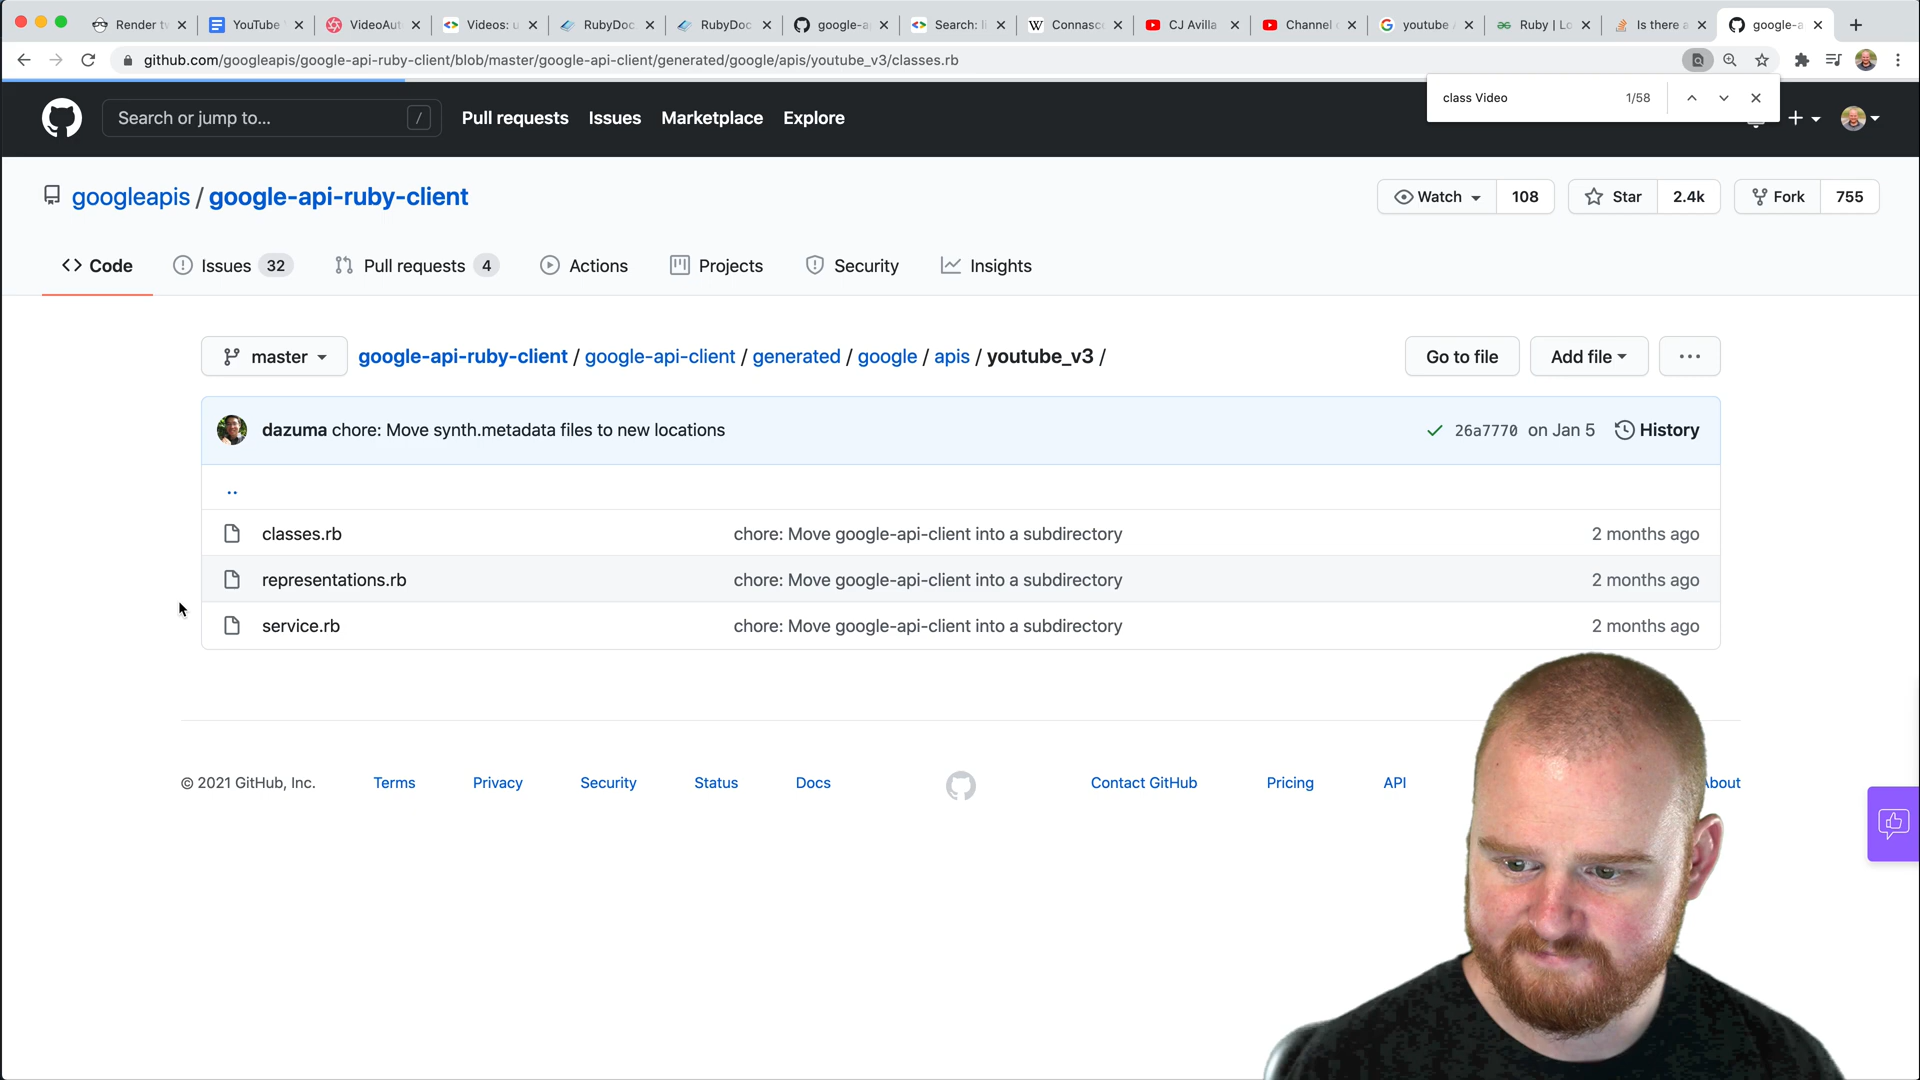 Render tv
YouTube
VideoAut
Videos: u
RubyDoc
RubyDoc
google-a
Search: li
Connasc
CJ Avilla
Channel
youtube
Ruby | Lo
Is there a
google-a
github.com/googleapis/google-api-ruby-client/blob/master/google-api-client/generated/google/apis/youtube_v3/classes.rb
class Video 1/58
Search or jump to... / Pull requests Issues Marketplace Explore
googleapis / google-api-ruby-client
Watch 108 Star 2.4k Fork 755
Code Issues 32 Pull requests 4 Actions Projects Security Insights
master google-api-ruby-client / google-api-client / generated / google / apis / youtube_v3 / Go to file Add file ...
dazuma chore: Move synth.metadata files to new locations 26a7770 on Jan 5 History
..
classes.rb chore: Move google-api-client into a subdirectory 2 months ago
representations.rb chore: Move google-api-client into a subdirectory 2 months ago
service.rb chore: Move google-api-client into a subdirectory 2 months ago
© 2021 GitHub, Inc. Terms Privacy Security Status Docs Contact GitHub Pricing API About